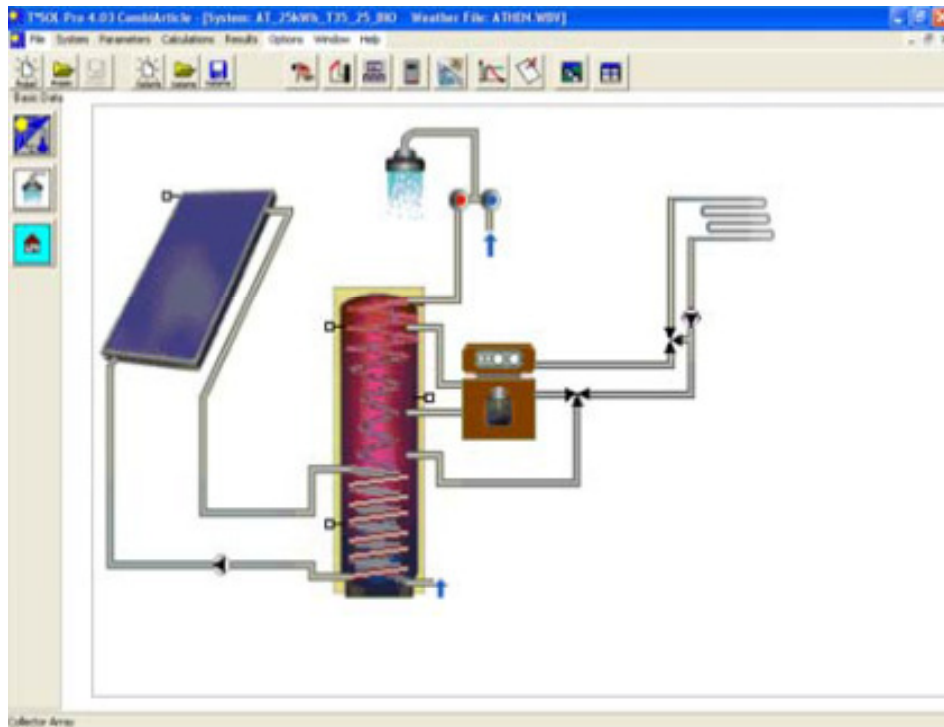 T*SOL Pro 4.03 CombiArticle - [System: AT_25kWh_T35_25_BIO Weather File: ATHEN.WBV]
File System Parameters Calculations Results Options Window Help
Basic Data
Collector Array